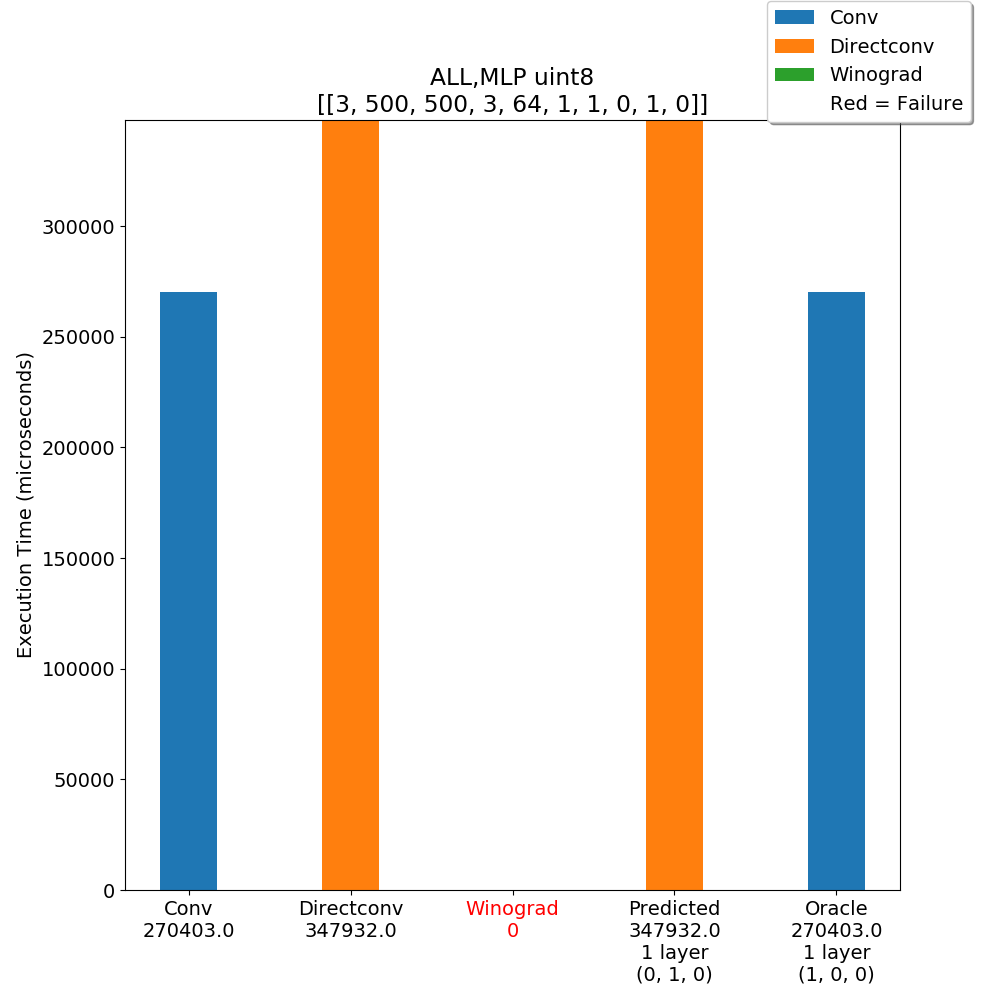 Conv
Directconv
Winograd
Red = Failure
ALL,MLP uint8
[[3, 500, 500, 3, 64, 1, 1, 0, 1, 0]]
Execution Time (microseconds)
300000
250000
200000
150000
100000
50000
0
Conv
270403.0
Directconv
347932.0
Winograd
0
Predicted
347932.0
1 layer
(0, 1, 0)
Oracle
270403.0
1 layer
(1, 0, 0)